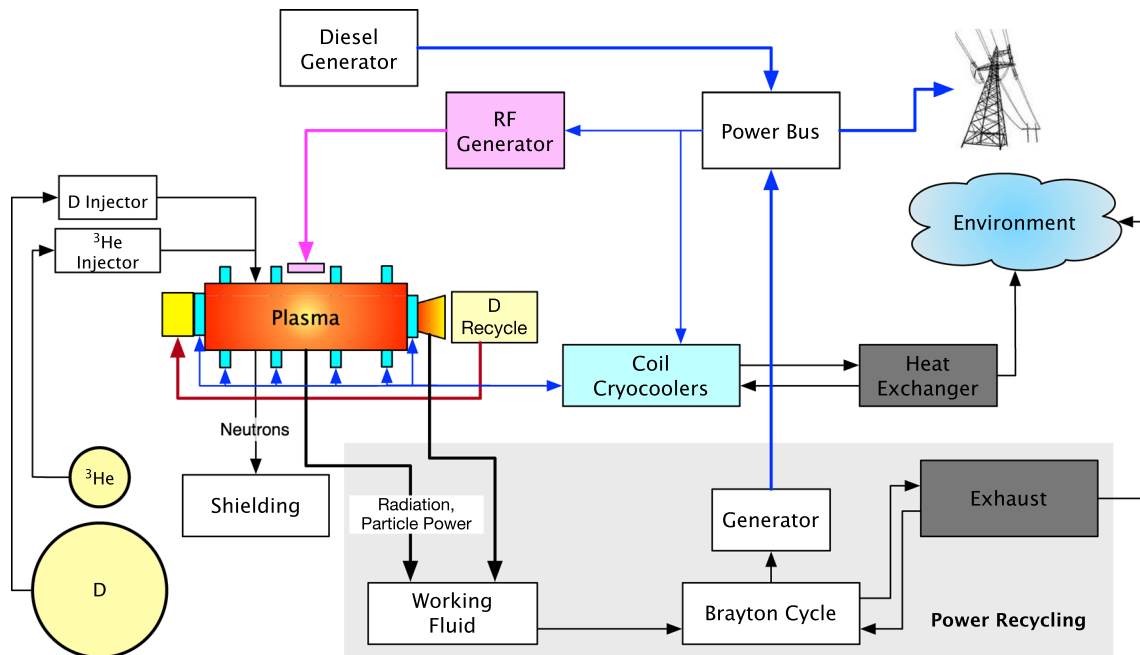 Diesel
Generator
RF
Generator
Power Bus
D Injector
³He
Injector
Environment
Plasma
D
Recycle
Coil
Cryocoolers
Heat
Exchanger
Neutrons
³He
Shielding
Radiation,
Particle Power
Generator
Exhaust
D
Working
Fluid
Brayton Cycle
Power Recycling